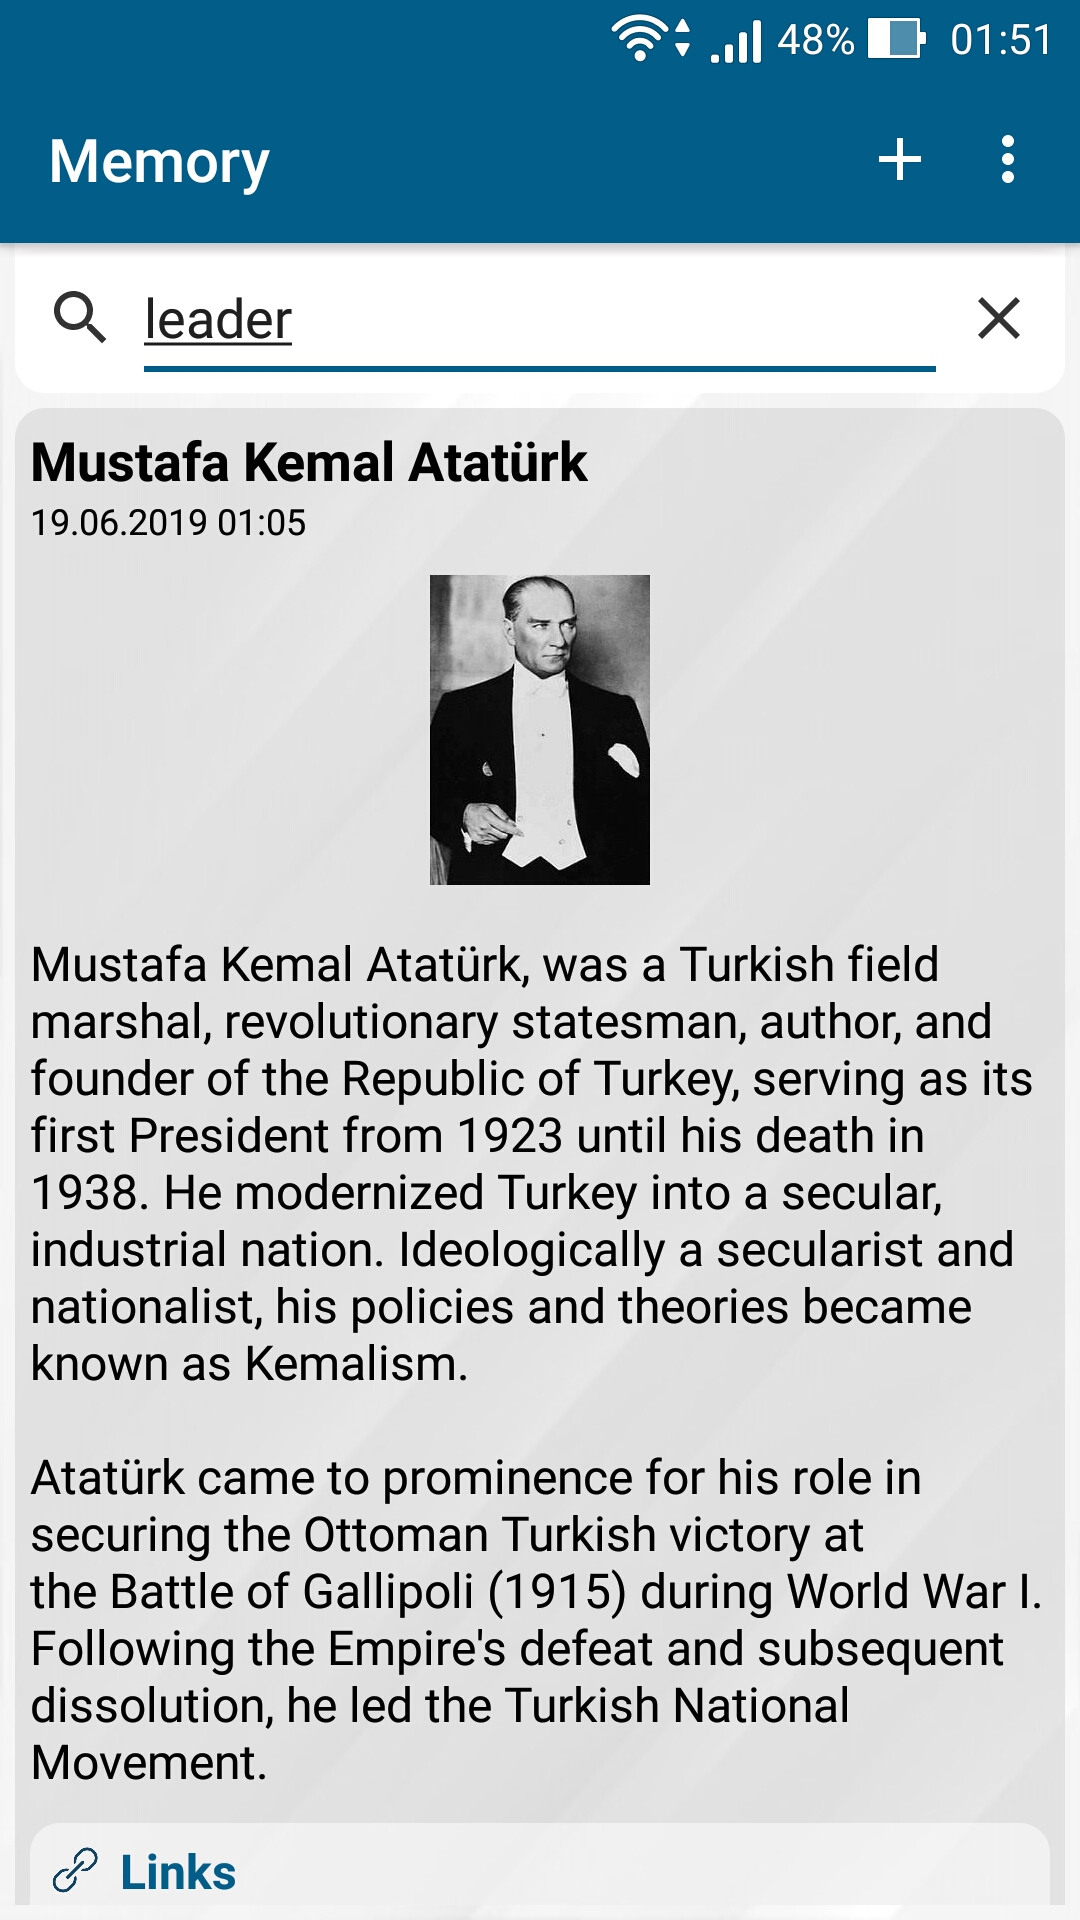 48% 01:51
Memory
leader
Mustafa Kemal Atatürk
19.06.2019 01:05
Mustafa Kemal Atatürk, was a Turkish field
marshal, revolutionary statesman, author, and
founder of the Republic of Turkey, serving as its
first President from 1923 until his death in
1938. He modernized Turkey into a secular,
industrial nation. Ideologically a secularist and
nationalist, his policies and theories became
known as Kemalism.
Atatürk came to prominence for his role in
securing the Ottoman Turkish victory at
the Battle of Gallipoli (1915) during World War I.
Following the Empire's defeat and subsequent
dissolution, he led the Turkish National
Movement.
Links